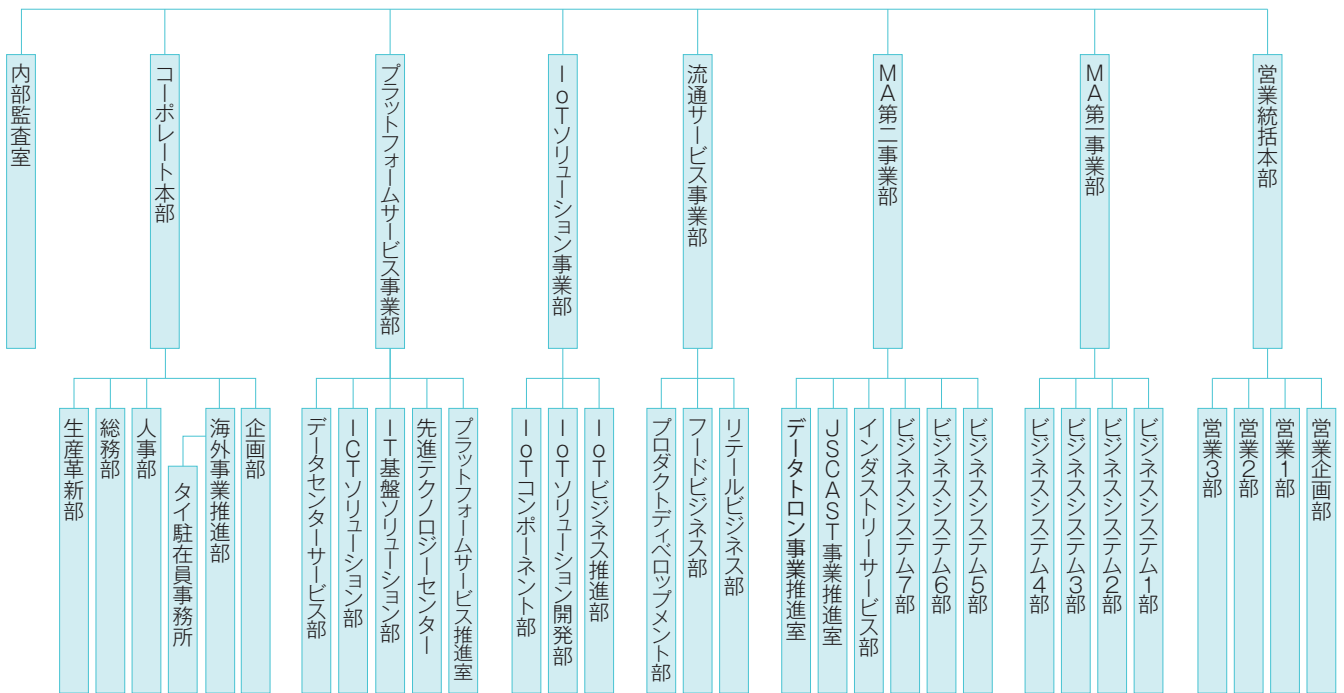 営業統括本部
MA第一事業部
MA第二事業部
流通サービス事業部
IoTソリューション事業部
プラットフォームサービス事業部
コーポレート本部
内部監査室
営業企画部
営業1部
営業2部
営業3部
ビジネスシステム1部
ビジネスシステム2部
ビジネスシステム3部
ビジネスシステム4部
ビジネスシステム5部
ビジネスシステム6部
ビジネスシステム7部
インダストリーサービス部
JSCAST事業推進室
データトロン事業推進室
リテールビジネス部
フードビジネス部
プロダクトディベロップメント部
IoTビジネス推進部
IoTソリューション開発部
IoTコンポーネント部
プラットフォームサービス推進室
先進テクノロジーセンター
IT基盤ソリューション部
ICTソリューション部
データセンターサービス部
企画部
海外事業推進部
タイ駐在員事務所
人事部
総務部
生産革新部